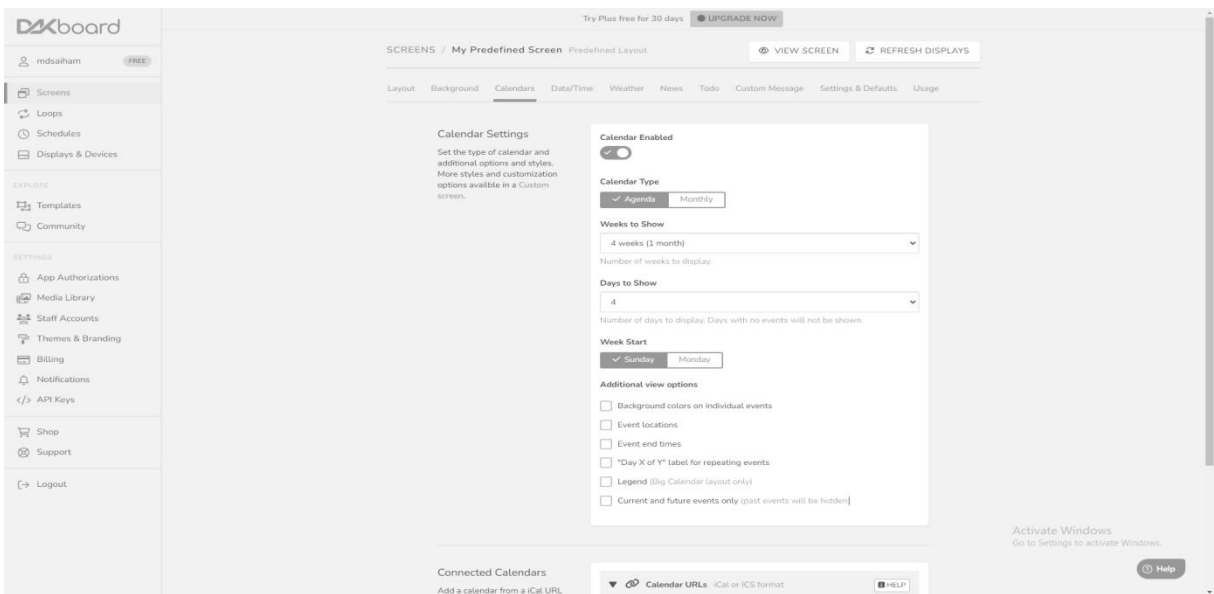 DAKboard
Try Plus free for 30 days UPGRADE NOW
mdsaiham FREE
SCREENS / My Predefined Screen Predefined Layout
VIEW SCREEN
REFRESH DISPLAYS
Layout Background Calendars Date/Time Weather News Todo Custom Message Settings & Defaults Usage
Screens
Loops
Schedules
Displays & Devices
EXPLORE
Templates
Community
SETTINGS
App Authorizations
Media Library
Staff Accounts
Themes & Branding
Billing
Notifications
</> API Keys
Shop
Support
Logout
Calendar Settings
Set the type of calendar and
additional options and styles.
More styles and customization
options availble in a Custom
screen.
Calendar Enabled
Calendar Type
Agenda Monthly
Weeks to Show
4 weeks (1 month)
Number of weeks to display.
Days to Show
4
Number of days to display. Days with no events will not be shown.
Week Start
Sunday Monday
Additional view options
Background colors on individual events
Event locations
Event end times
"Day X of Y" label for repeating events
Legend (Big Calendar layout only)
Current and future events only (past events will be hidden)
Activate Windows
Go to Settings to activate Windows.
Connected Calendars
Add a calendar from a iCal URL
Calendar URLs iCal or ICS format
HELP
Help